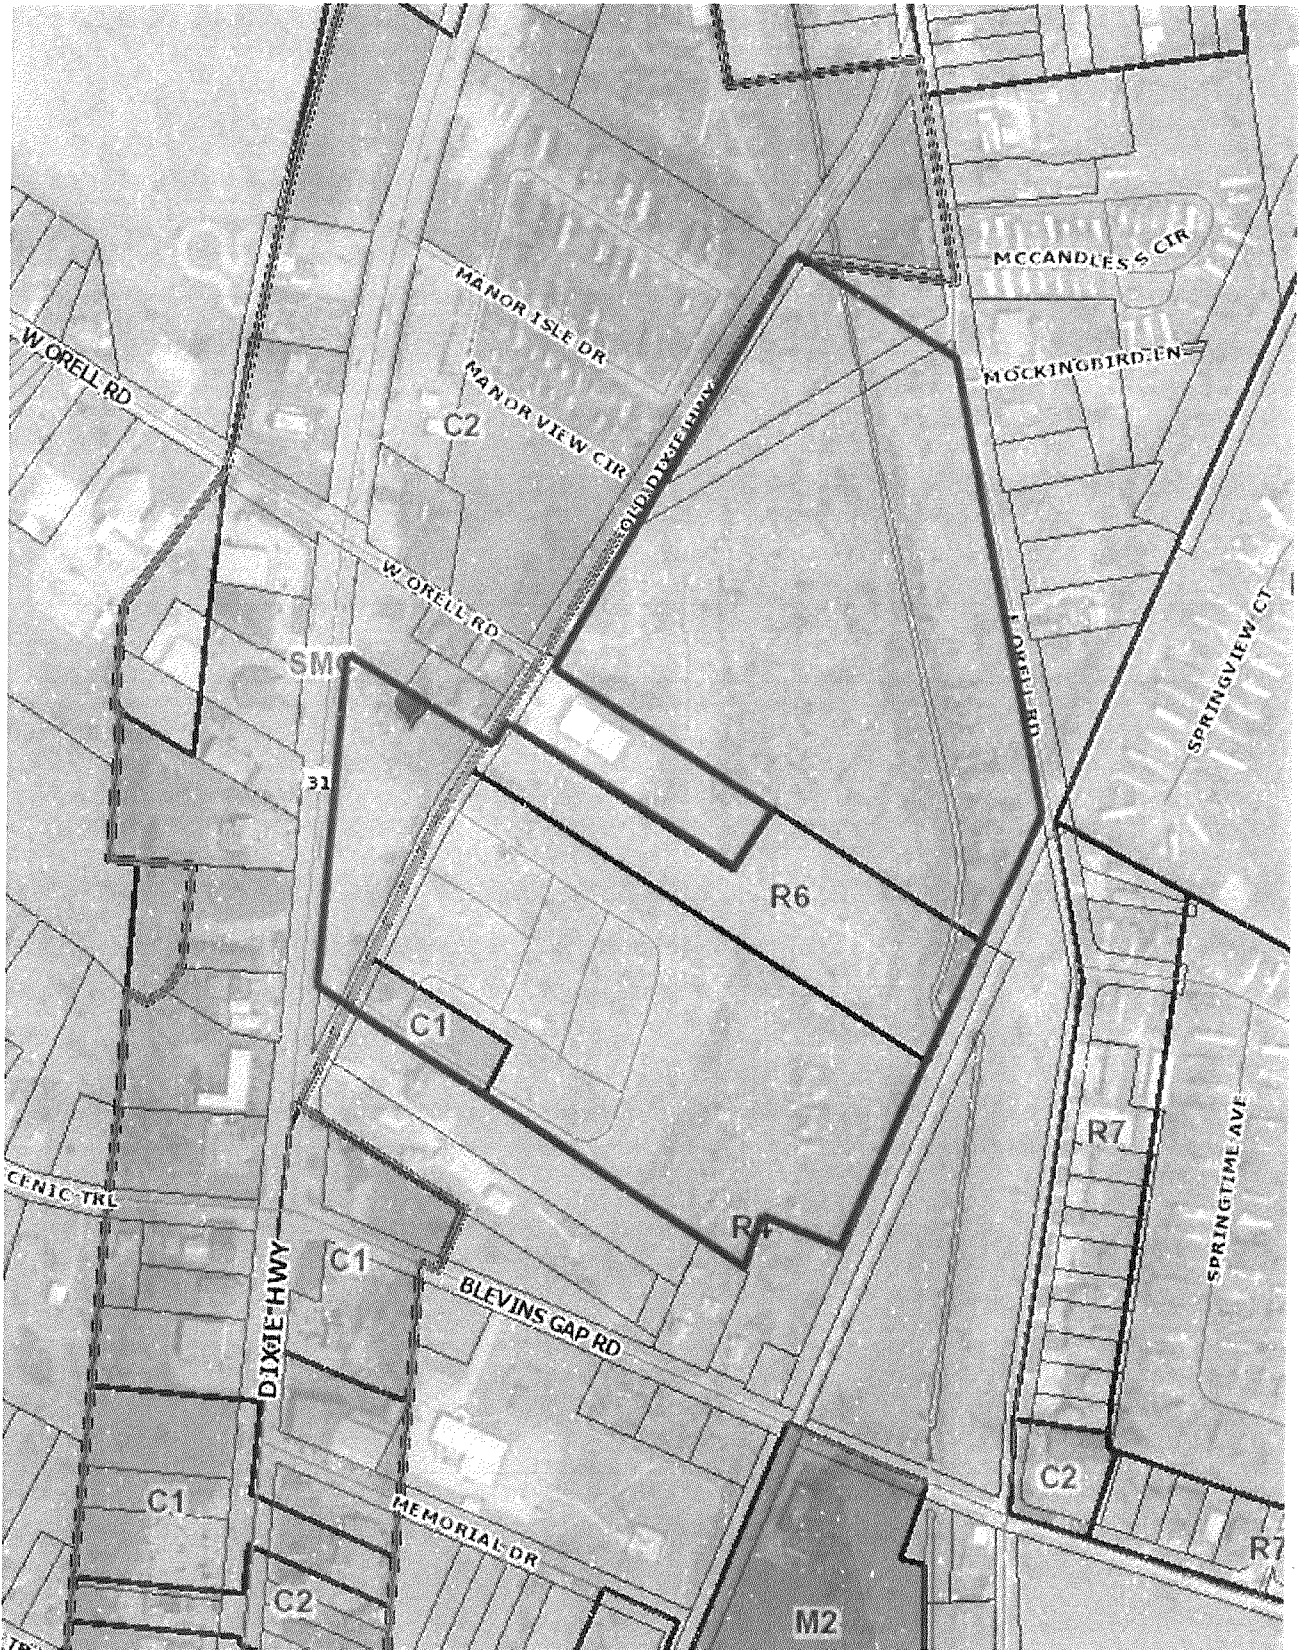 MCCANDLESS CIR
MANOR ISLE DR
W ORELL RD
MOCKINGBIRD LN
MANOR VIEW CIR
C2
OLD DIXIE HWY
W ORELL RD
SPRINGVIEW CT
SM
ORELL RD
31
R6
C1
R7
SPRINGTIME AVE
CENIC TRL
R4
C1
DIXIE HWY
BLEVINS GAP RD
C2
C1
MEMORIAL DR
R7
C2
M2